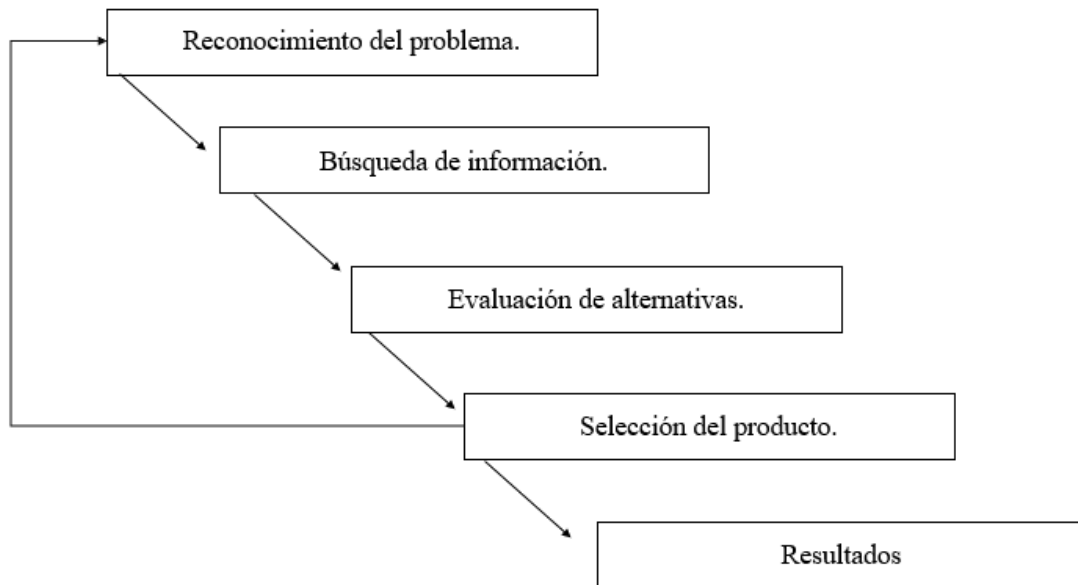 Reconocimiento del problema.
Búsqueda de información.
Evaluación de alternativas.
Selección del producto.
Resultados